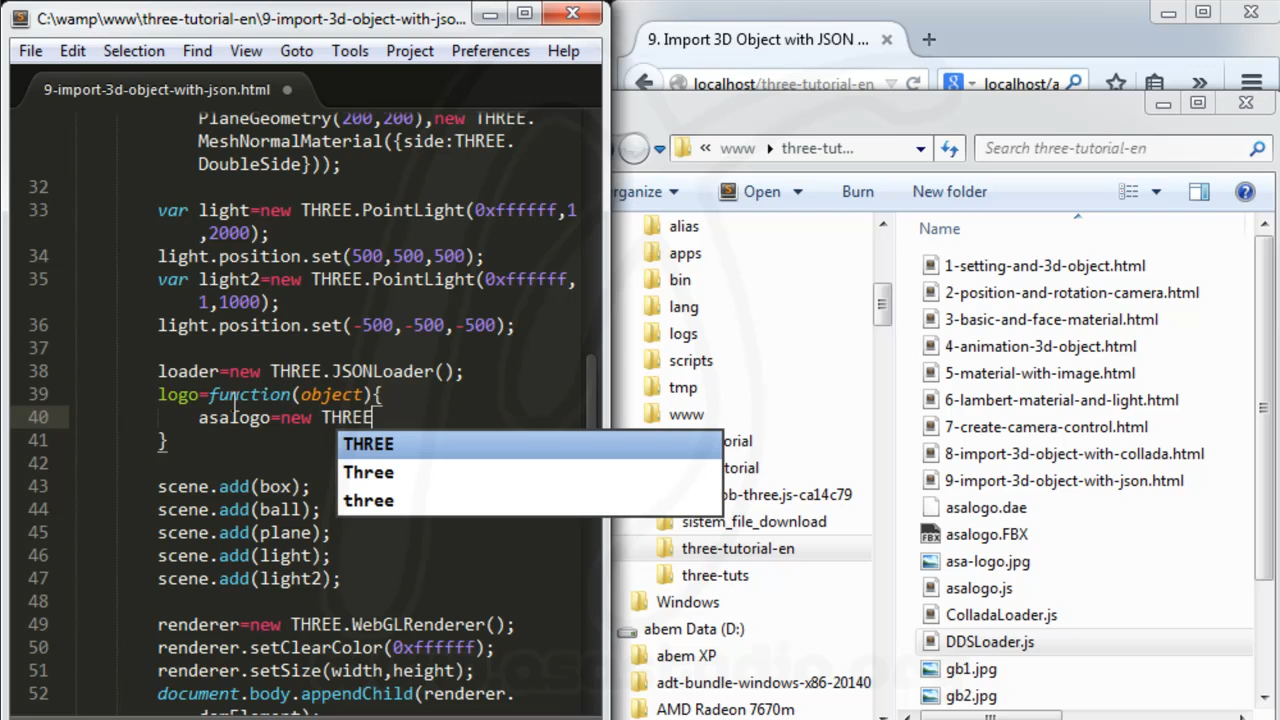 C:\wamp\www\three-tutorial-en\9-import-3d-object-with-jso...
File Edit Selection Find View Goto Tools Project Preferences Help
9-import-3d-object-with-json.html
PlaneGeometry(200,200),new THREE.
MeshNormalMaterial({side:THREE.
DoubleSide}));
32
33 var light=new THREE.PointLight(0xffffff,1
,2000);
34 light.position.set(500,500,500);
35 var light2=new THREE.PointLight(0xffffff,
1,1000);
36 light.position.set(-500,-500,-500);
37
38 loader=new THREE.JSONLoader();
39 logo=function(object){
40 asalogo=new THREE
41 }
THREE
Three
three
42
43 scene.add(box);
44 scene.add(ball);
45 scene.add(plane);
46 scene.add(light);
47 scene.add(light2);
48
49 renderer=new THREE.WebGLRenderer();
50 renderer.setClearColor(0xffffff);
51 renderer.setSize(width,height);
52 document.body.appendChild(renderer.
domElement);
9. Import 3D Object with JSON ...
localhost/three-tutorial-en
localhost/a
www three-tut...
Search three-tutorial-en
organize Open Burn New folder
alias
apps
bin
lang
logs
scripts
tmp
www
orial
torial
ob-three.js-ca14c79
sistem_file_download
three-tutorial-en
three-tuts
Windows
abem Data (D:)
abem XP
adt-bundle-windows-x86-20140
AMD Radeon 7670m
Name
1-setting-and-3d-object.html
2-position-and-rotation-camera.html
3-basic-and-face-material.html
4-animation-3d-object.html
5-material-with-image.html
6-lambert-material-and-light.html
7-create-camera-control.html
8-import-3d-object-with-collada.html
9-import-3d-object-with-json.html
asalogo.dae
asalogo.FBX
asa-logo.jpg
asalogo.js
ColladaLoader.js
DDSLoader.js
gb1.jpg
gb2.jpg